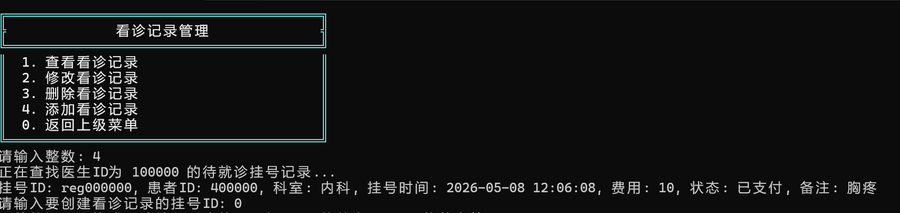 看诊记录管理
1. 查看看诊记录
2. 修改看诊记录
3. 删除看诊记录
4. 添加看诊记录
0. 返回上级菜单
请输入整数: 4
正在查找医生ID为 100000 的待就诊挂号记录...
挂号ID: reg000000, 患者ID: 400000, 科室: 内科, 挂号时间: 2026-05-08 12:06:08, 费用: 10, 状态: 已支付, 备注: 胸疼
请输入要创建看诊记录的挂号ID: 0